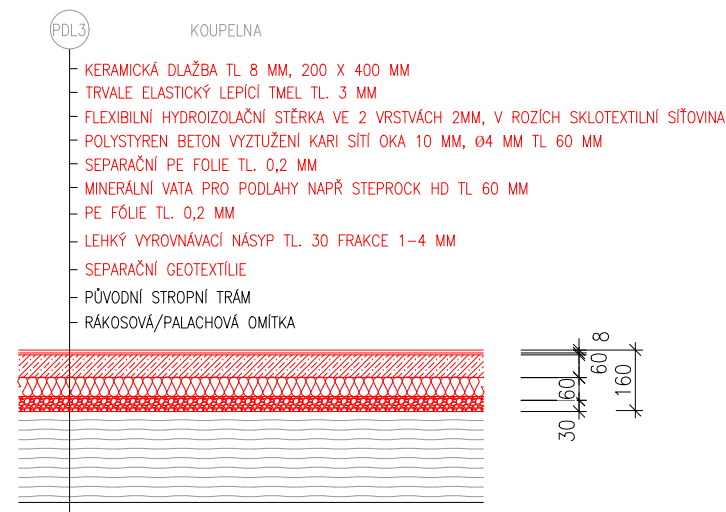 PDL3
KOUPELNA
KERAMICKÁ DLAŽBA TL 8 MM, 200 X 400 MM
TRVALE ELASTICKÝ LEPÍCÍ TMEL TL. 3 MM
FLEXIBILNÍ HYDROIZOLAČNÍ STĚRKA VE 2 VRSTVÁCH 2MM, V ROZÍCH SKLOTEXTILNÍ SÍŤOVINA
POLYSTYREN BETON VYZTUŽENÍ KARI SÍTÍ OKA 10 MM, Ø4 MM TL 60 MM
SEPARAČNÍ PE FOLIE TL. 0,2 MM
MINERÁLNÍ VATA PRO PODLAHY NAPŘ STEPROCK HD TL 60 MM
PE FÓLIE TL. 0,2 MM
LEHKÝ VYROVNÁVACÍ NÁSYP TL. 30 FRAKCE 1-4 MM
SEPARAČNÍ GEOTEXTÍLIE
PŮVODNÍ STROPNÍ TRÁM
RÁKOSOVÁ/PALACHOVÁ OMÍTKA
8
60
160
60
30